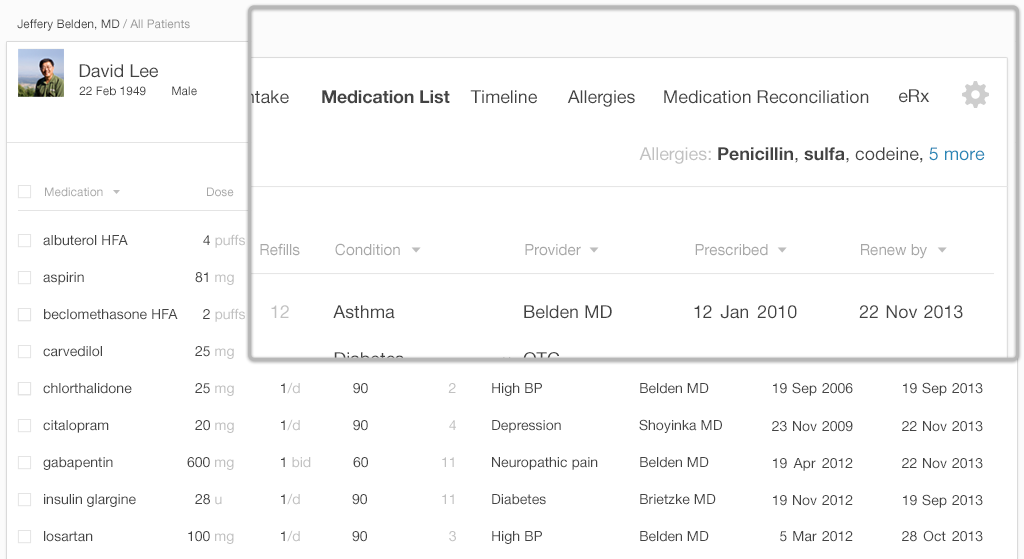 Jeffery Belden, MD / All Patients
David Lee
22 Feb 1949 Male
ntake Medication List Timeline Allergies Medication Reconciliation eRx
Allergies: Penicillin, sulfa, codeine, 5 more
Medication Dose
Refills Condition Provider Prescribed Renew by
albuterol HFA 4 puffs
aspirin 81 mg
beclomethasone HFA 2 puffs
12 Asthma Belden MD 12 Jan 2010 22 Nov 2013
carvedilol 25 mg
Diabetes OTC
chlorthalidone 25 mg 1/d 90 2 High BP Belden MD 19 Sep 2006 19 Sep 2013
citalopram 20 mg 1/d 90 4 Depression Shoyinka MD 23 Nov 2009 22 Nov 2013
gabapentin 600 mg 1 bid 60 11 Neuropathic pain Belden MD 19 Apr 2012 22 Nov 2013
insulin glargine 28 u 1/d 90 11 Diabetes Brietzke MD 19 Nov 2012 19 Sep 2013
losartan 100 mg 1/d 90 3 High BP Belden MD 5 Mar 2012 28 Oct 2013